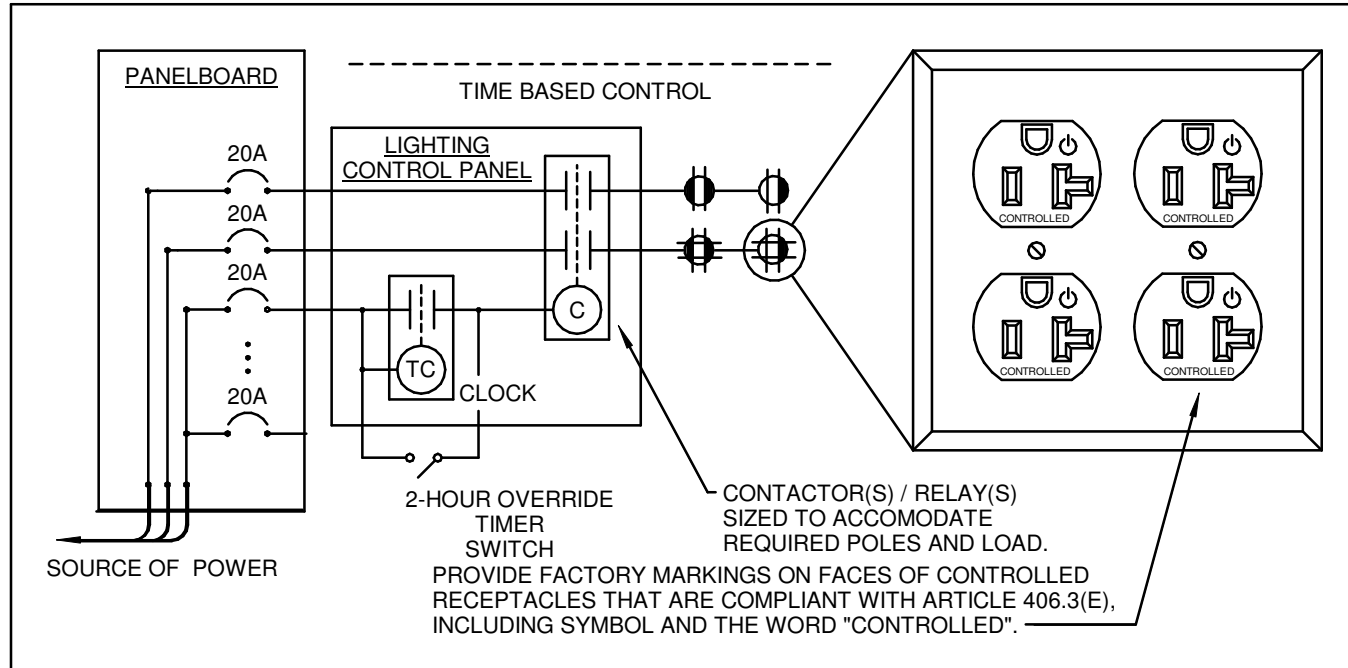 PANELBOARD
TIME BASED CONTROL
LIGHTING
CONTROL PANEL
20A
20A
20A
20A
C
TC
CLOCK
2-HOUR OVERRIDE
TIMER
SWITCH
SOURCE OF POWER
CONTACTOR(S) / RELAY(S)
SIZED TO ACCOMODATE
REQUIRED POLES AND LOAD.
PROVIDE FACTORY MARKINGS ON FACES OF CONTROLLED
RECEPTACLES THAT ARE COMPLIANT WITH ARTICLE 406.3(E),
INCLUDING SYMBOL AND THE WORD "CONTROLLED".
CONTROLLED
CONTROLLED
CONTROLLED
CONTROLLED